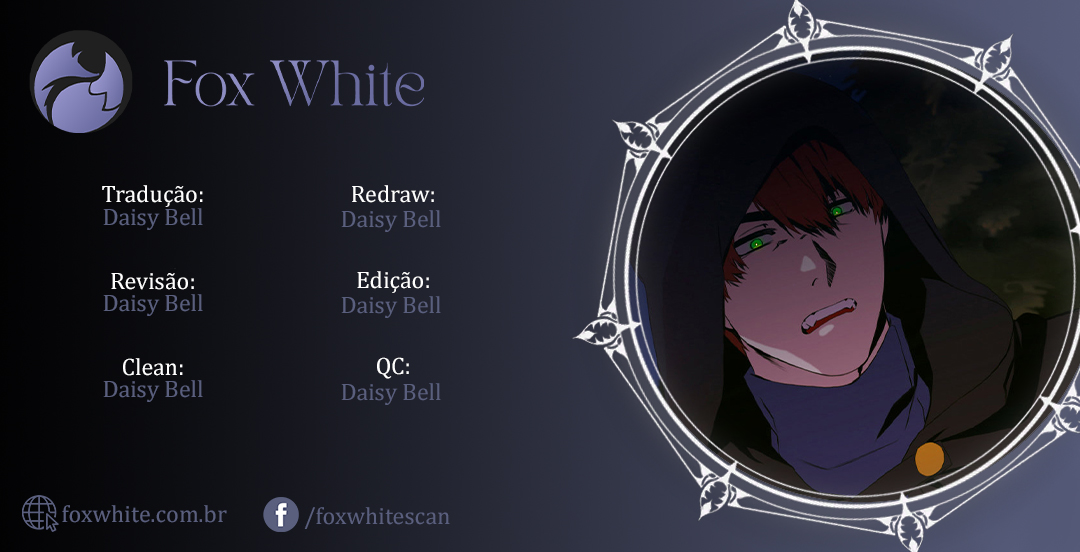 Fox White
Tradução:
Daisy Bell
Redraw:
Daisy Bell
Revisão:
Daisy Bell
Edição:
Daisy Bell
Clean:
Daisy Bell
QC:
Daisy Bell
foxwhite.com.br
/foxwhitescan